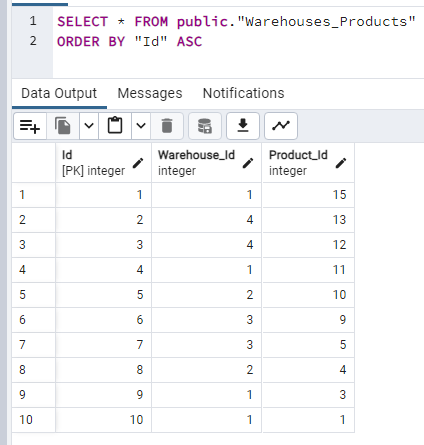 1 SELECT * FROM public."Warehouses_Products"
2 ORDER BY "Id" ASC
Data Output Messages Notifications
Id Warehouse_Id Product_Id
[PK] integer integer integer
1 1 1 15
2 2 4 13
3 3 4 12
4 4 1 11
5 5 2 10
6 6 3 9
7 7 3 5
8 8 2 4
9 9 1 3
10 10 1 1